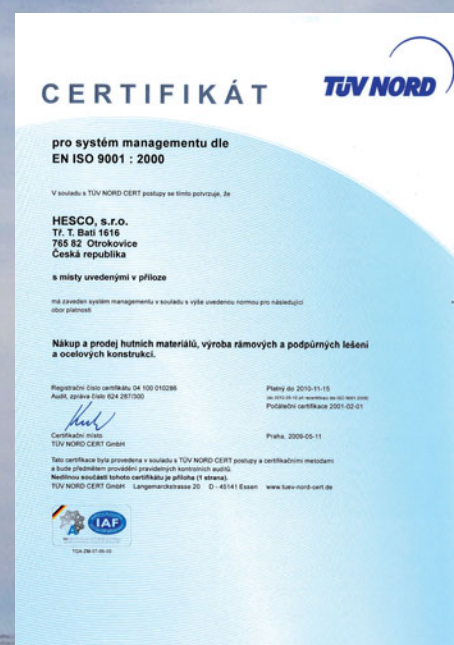 CERTIFIKÁT
TÜV NORD
pro systém managementu dle
EN ISO 9001 : 2000
V souladu s TÜV NORD CERT postupy se tímto potvrzuje, že
HESCO, s.r.o.
Tř. T. Bati 1616
765 82 Otrokovice
Česká republika
s místy uvedenými v příloze
má zaveden systém managementu v souladu s výše uvedenou normou pro následující
obor platnosti
Nákup a prodej hutních materiálů, výroba rámových a podpůrných lešení
a ocelových konstrukcí.
Registrační číslo certifikátu 04 100 010286
Audit, zpráva číslo 624 287/300
Platný do 2010-11-15
Počáteční certifikace 2001-02-01
Certifikační místo
TÜV NORD CERT GmbH
Praha, 2009-05-11
Tato certifikace byla provedena v souladu s TÜV NORD CERT postupy a certifikačními metodami
a bude předmětem provádění pravidelných kontrolních auditů.
Nedílnou součástí tohoto certifikátu je příloha (1 strana).
TÜV NORD CERT GmbH Langemarckstrasse 20 D - 45141 Essen www.tuev-nord-cert.de
IAF